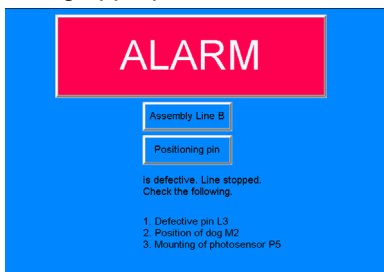 ALARM
Assembly Line B
Positioning pin
is defective. Line stopped.
Check the following.
1. Defective pin L3
2. Position of dog M2
3. Mounting of photosensor P5